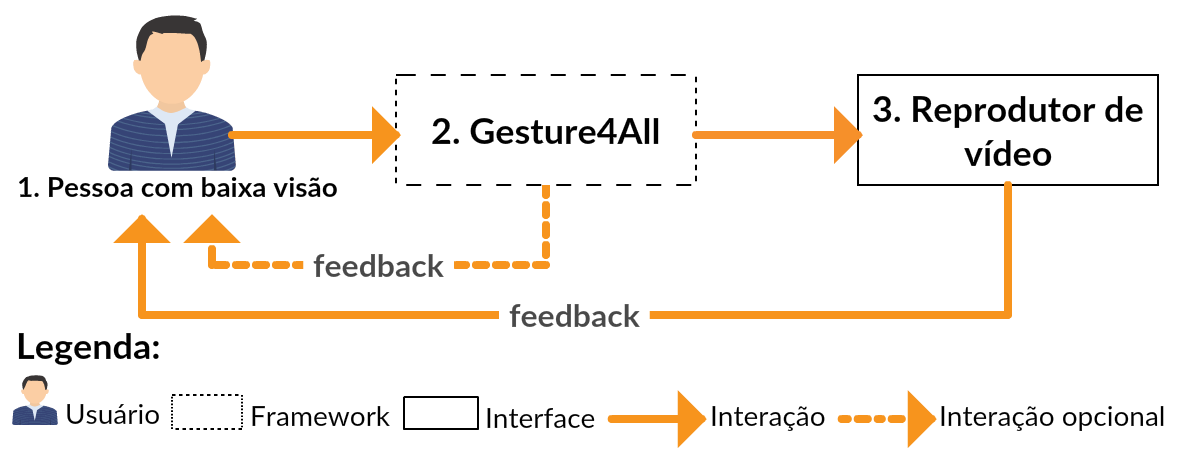 2. Gesture4All
3. Reprodutor de
vídeo
1. Pessoa com baixa visão
feedback
feedback
Legenda:
Usuário
Framework
Interface
Interação
Interação opcional